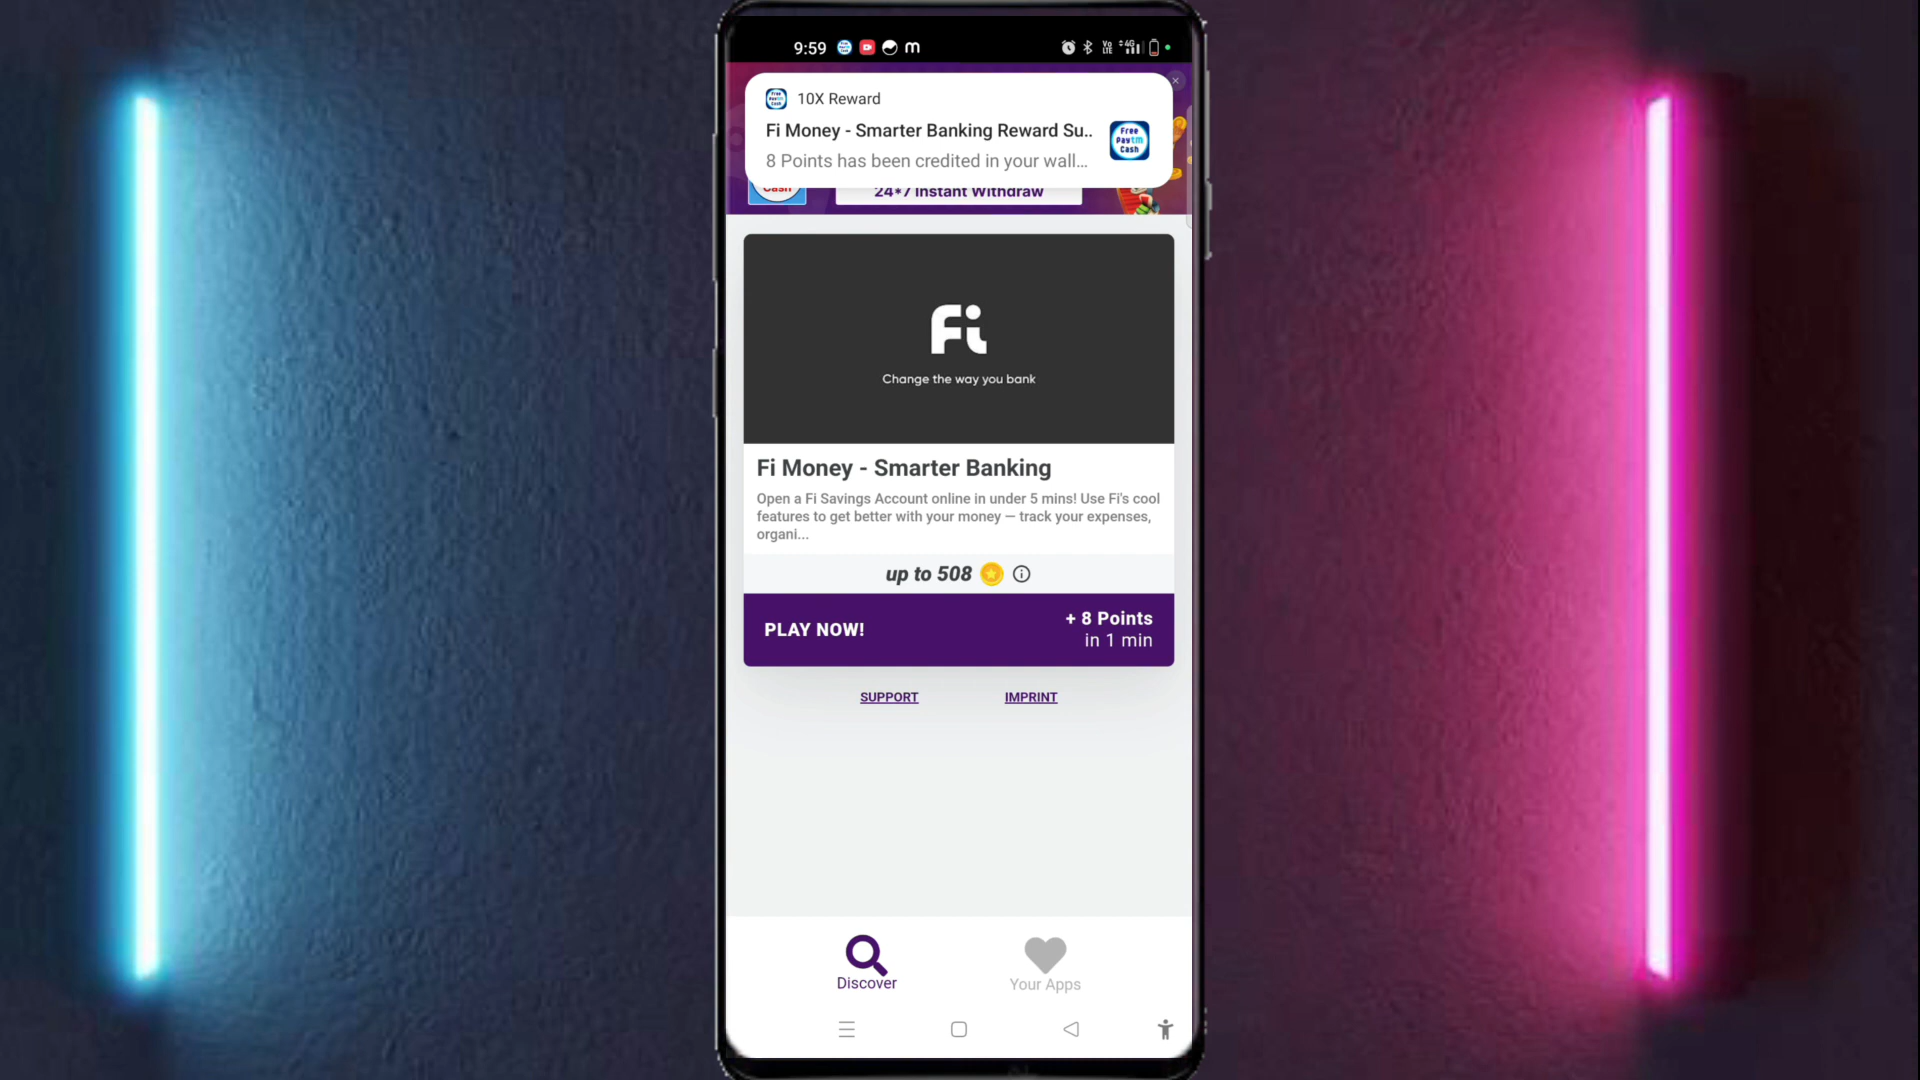 9:59
Vo LTE 4G
10X Reward
Fi Money - Smarter Banking Reward Su..
8 Points has been credited in your wall...
Free
Paytm
Cash
Cash
24*7 Instant Withdraw
Fi
Change the way you bank
Fi Money - Smarter Banking
Open a Fi Savings Account online in under 5 mins! Use Fi's cool
features to get better with your money — track your expenses,
organi...
up to 508
PLAY NOW!
+ 8 Points
in 1 min
SUPPORT
IMPRINT
Discover
Your Apps